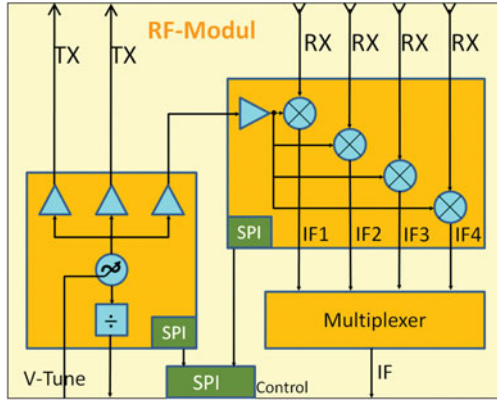 RF-Modul
TX
TX
RX
RX
RX
RX
SPI
IF1
IF2
IF3
IF4
÷
SPI
Multiplexer
V-Tune
SPI
Control
IF